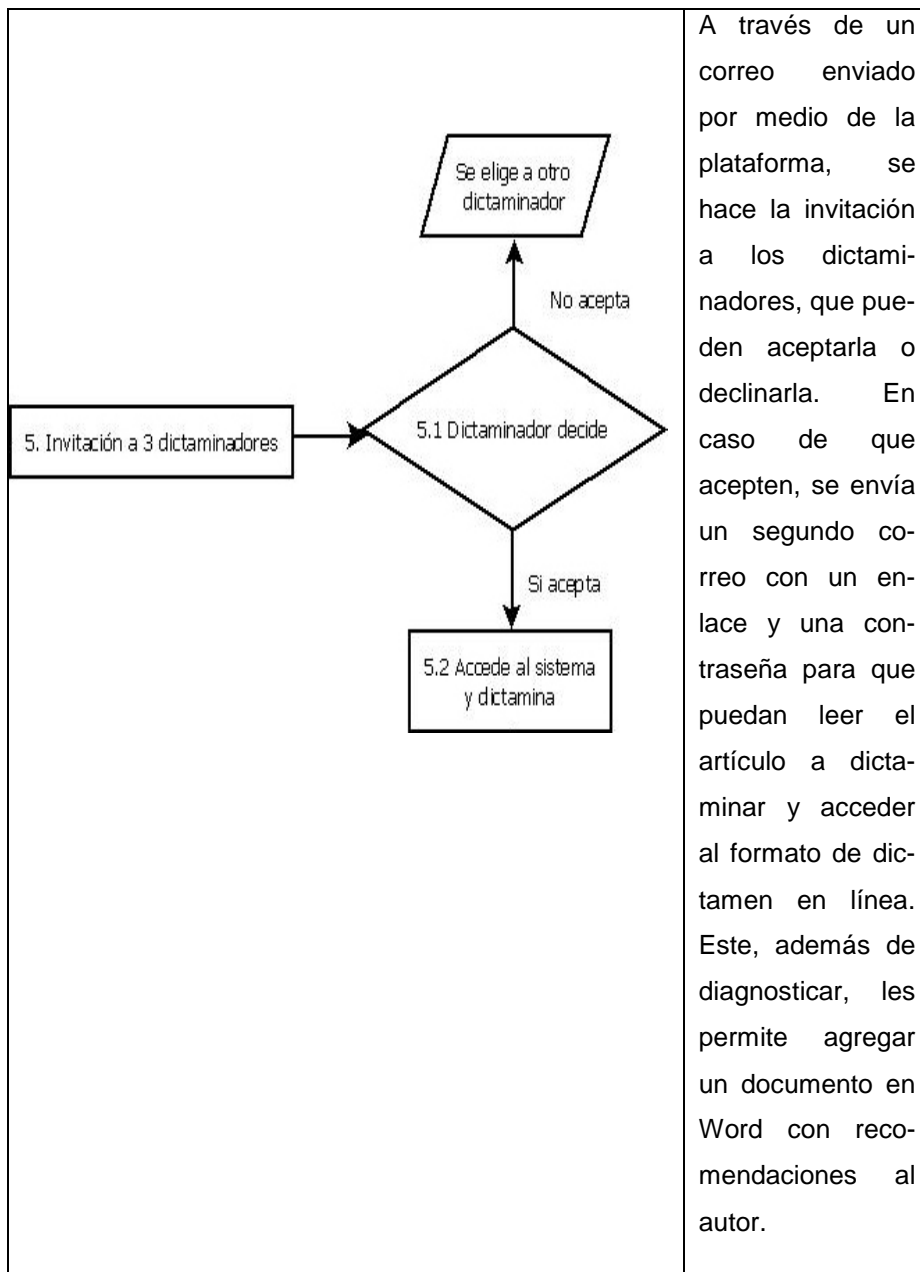 Se elige a otro
dictaminador
No acepta
5. Invitación a 3 dictaminadores
5.1 Dictaminador decide
Si acepta
5.2 Accede al sistema
y dictamina
A través de un
correo enviado
por medio de la
plataforma, se
hace la invitación
a los dictami-
nadores, que pue-
den aceptarla o
declinarla. En
caso de que
acepten, se envía
un segundo co-
rreo con un en-
lace y una con-
traseña para que
puedan leer el
artículo a dicta-
minar y acceder
al formato de dic-
tamen en línea.
Este, además de
diagnosticar, les
permite agregar
un documento en
Word con reco-
mendaciones al
autor.